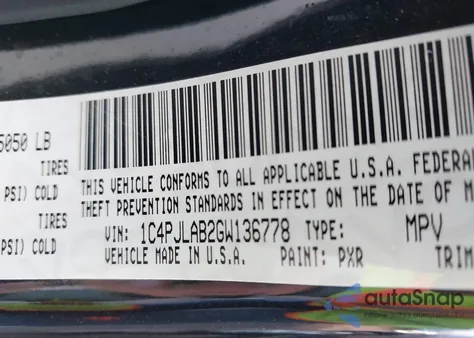 5050 LB
TIRES
PSI) COLD
TIRES
PSI) COLD
THIS VEHICLE CONFORMS TO ALL APPLICABLE U.S.A. FEDERA
THEFT PREVENTION STANDARDS IN EFFECT ON THE DATE OF M
VIN: 1C4PJLAB2GW136778 TYPE: MPV
VEHICLE MADE IN U.S.A. PAINT: PXR TRIM
autoSnap